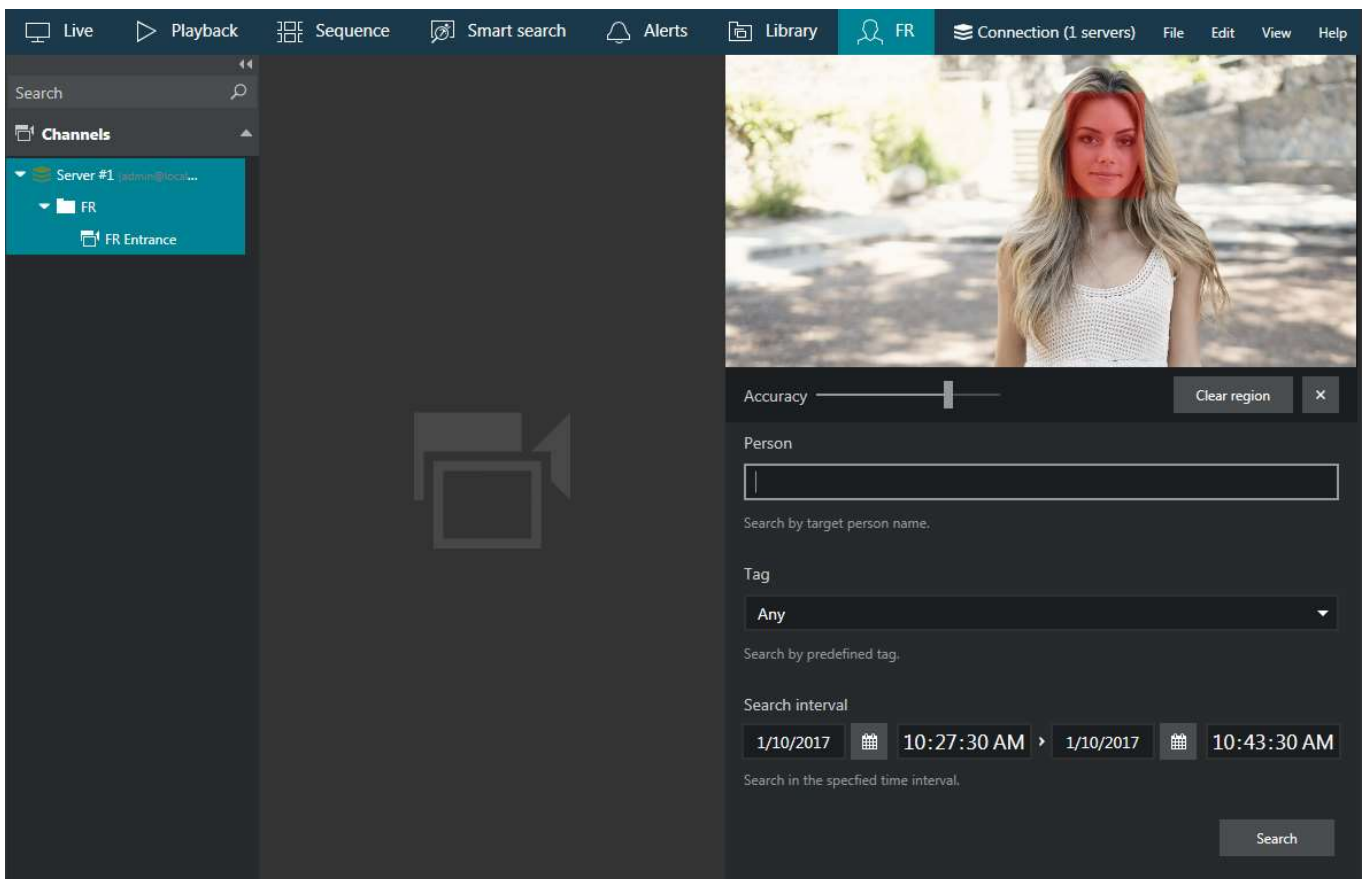 Live Playback Sequence Smart search Alerts Library FR Connection (1 servers) File Edit View Help
Search
Channels
Server #1 (admin@local...
FR
FR Entrance
Accuracy Clear region
Person
Search by target person name.
Tag
Any
Search by predefined tag.
Search interval
1/10/2017 10:27:30 AM 1/10/2017 10:43:30 AM
Search in the specfied time interval.
Search